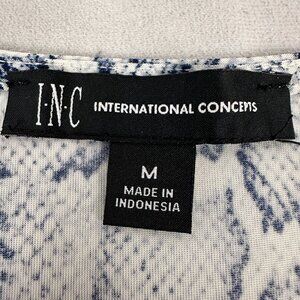 I·N·C INTERNATIONAL CONCEPTS
M
MADE IN
INDONESIA